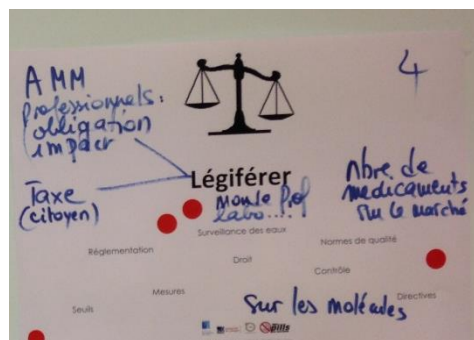 AMM
professionnels:
obligation
impact
4
Légiférer
Taxe
(citoyen)
monde Prof
labo.....
nbre de
medicaments
sur le marché
Surveillance des eaux
Réglementation
Normes de qualité
Droit
Contrôle
Mesures
Directives
Seuils
sur les molécules